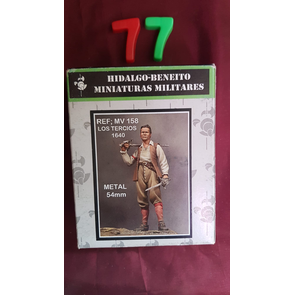 77
HIDALGO-BENEITO
MINIATURAS MILITARES
REF; MV 158
LOS TERCIOS
1640
METAL
54mm